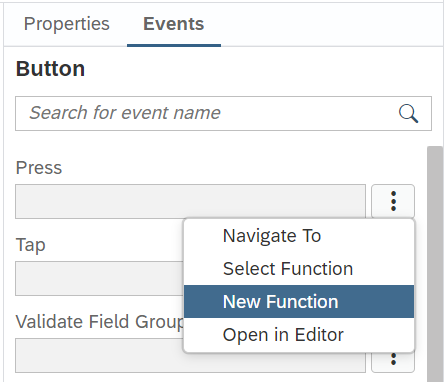 Properties Events
Button
Search for event name
Press
Navigate To
Tap
Select Function
New Function
Validate Field Group
Open in Editor